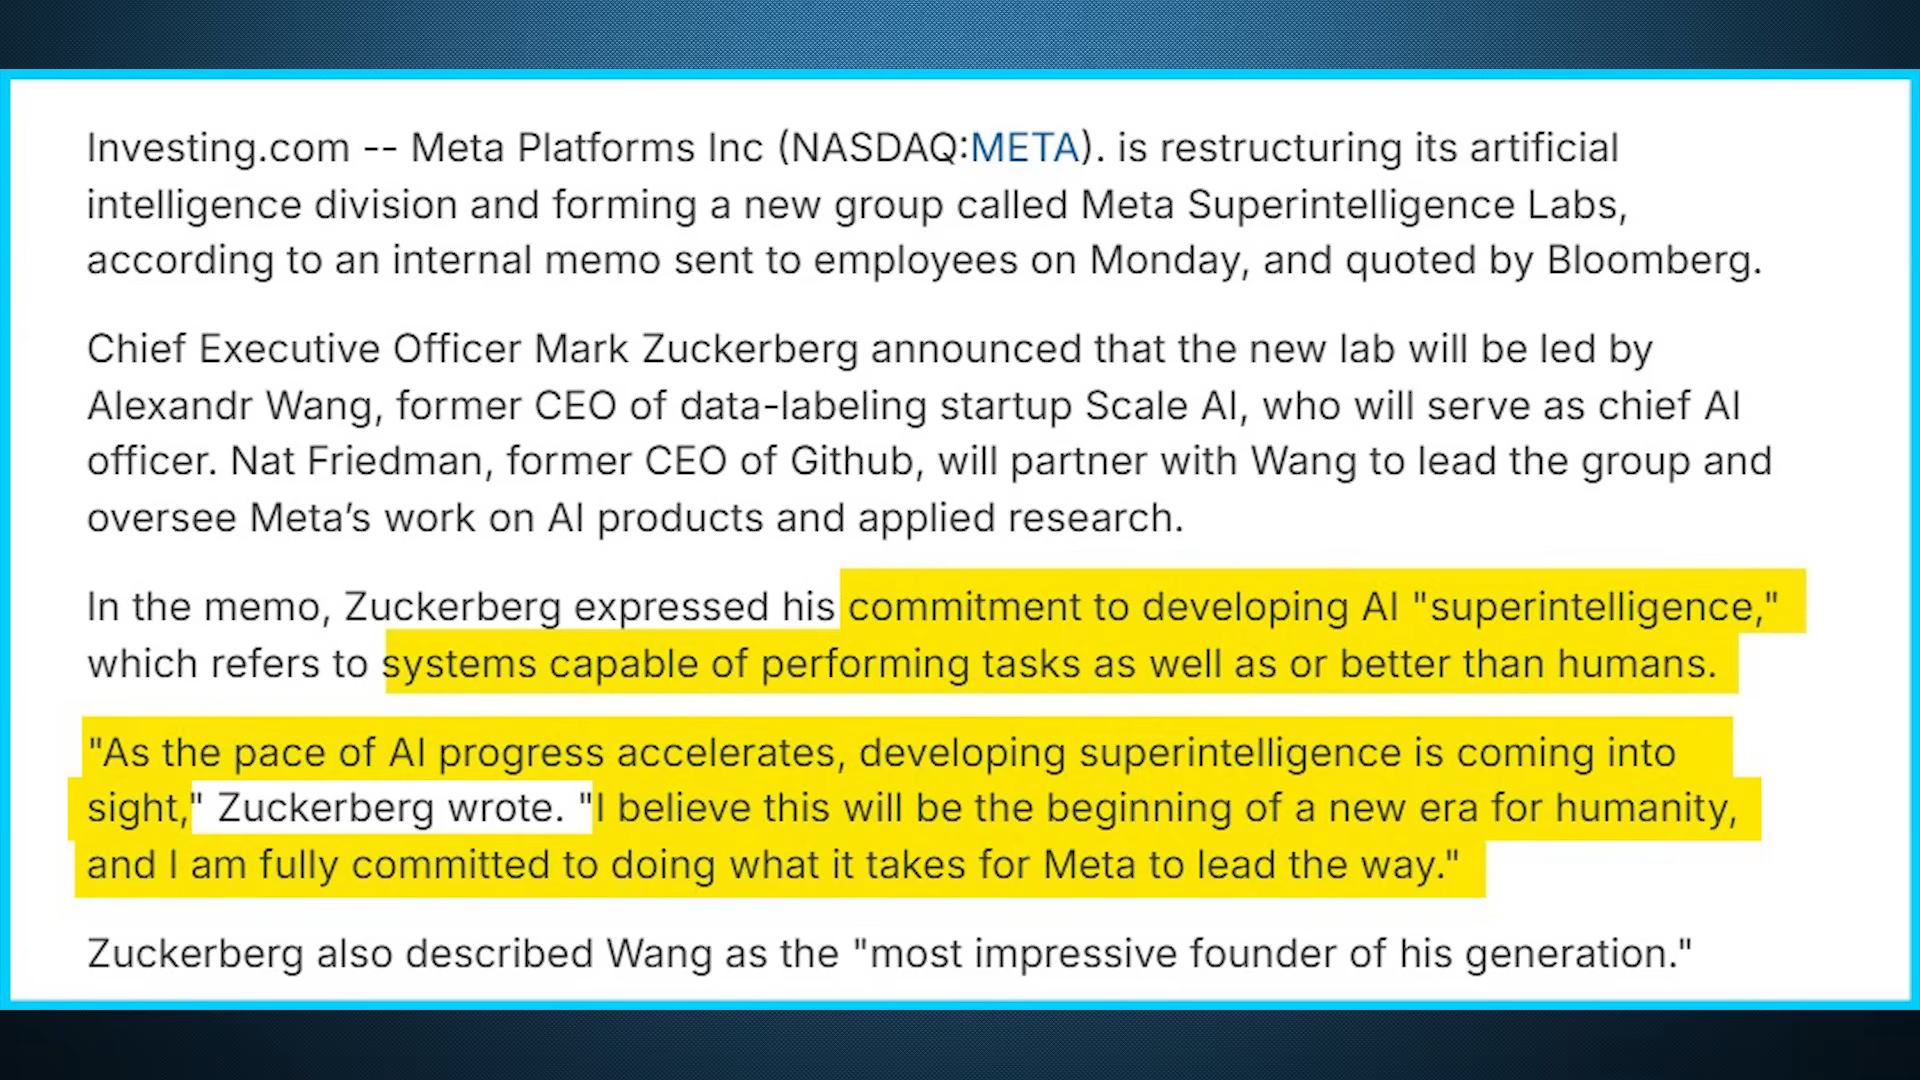 Investing.com -- Meta Platforms Inc (NASDAQ:META). is restructuring its artificial
intelligence division and forming a new group called Meta Superintelligence Labs,
according to an internal memo sent to employees on Monday, and quoted by Bloomberg.
Chief Executive Officer Mark Zuckerberg announced that the new lab will be led by
Alexandr Wang, former CEO of data-labeling startup Scale AI, who will serve as chief AI
officer. Nat Friedman, former CEO of Github, will partner with Wang to lead the group and
oversee Meta’s work on AI products and applied research.
In the memo, Zuckerberg expressed his commitment to developing AI "superintelligence,"
which refers to systems capable of performing tasks as well as or better than humans.
"As the pace of AI progress accelerates, developing superintelligence is coming into
sight," Zuckerberg wrote. "I believe this will be the beginning of a new era for humanity,
and I am fully committed to doing what it takes for Meta to lead the way."
Zuckerberg also described Wang as the "most impressive founder of his generation."